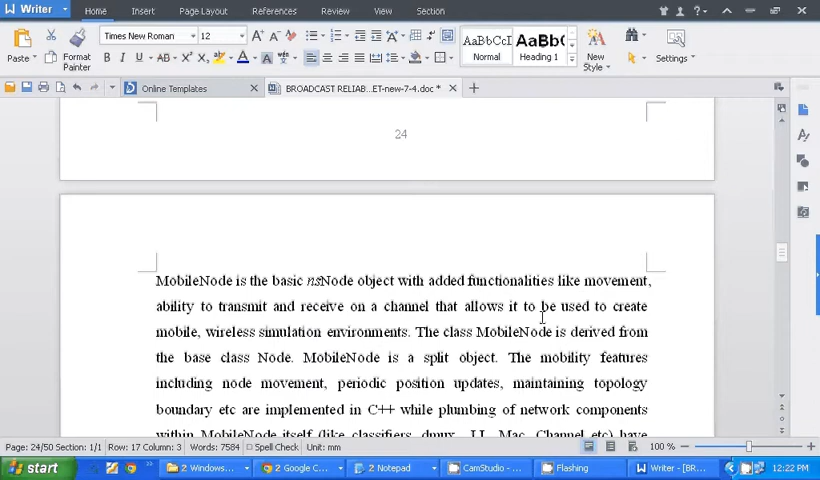 Writer
Home Insert Page Layout References Review View Section
Times New Roman 12
Paste Format Painter B I U AaBbCcD Normal AaBb( Heading 1 New Style Settings
Online Templates BROADCAST RELIAB...ET-new-7-4.doc *
24
MobileNode is the basic nsNode object with added functionalities like movement,
ability to transmit and receive on a channel that allows it to be used to create
mobile, wireless simulation environments. The class MobileNode is derived from
the base class Node. MobileNode is a split object. The mobility features
including node movement, periodic position updates, maintaining topology
boundary etc are implemented in C++ while plumbing of network components
within MobileNode itself (like classifiers, dmux , LL, Mac, Channel etc) have
Page: 24/50 Section: 1/1 Row: 17 Column: 3 Words: 7584 Spell Check Unit: mm 100 %
start 2 Windows... 2 Google C... 2 Notepad CamStudio - ... Flashing Writer - [BR... 12:22 PM